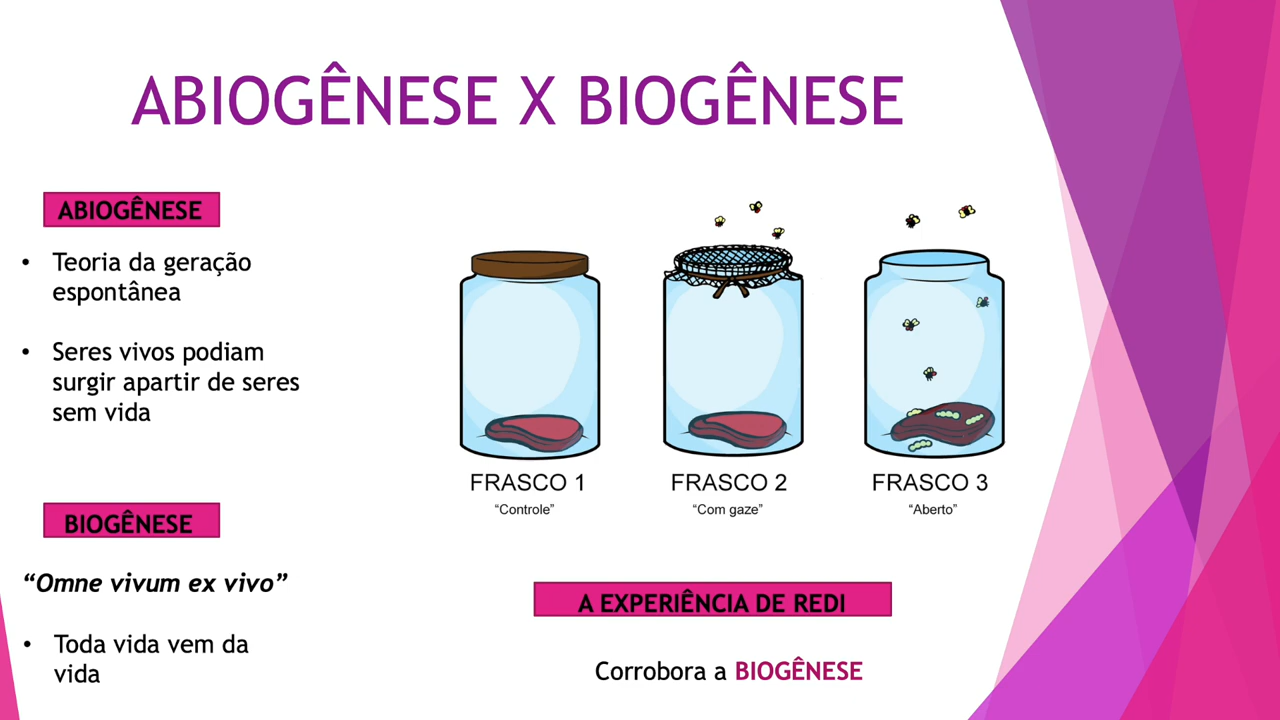 ABIOGÊNESE X BIOGÊNESE
ABIOGÊNESE
• Teoria da geração
espontânea
• Seres vivos podiam
surgir apartir de seres
sem vida
BIOGÊNESE
“Omne vivum ex vivo”
• Toda vida vem da
vida
FRASCO 1
“Controle”
FRASCO 2
“Com gaze”
FRASCO 3
“Aberto”
A EXPERIÊNCIA DE REDI
Corrobora a BIOGÊNESE